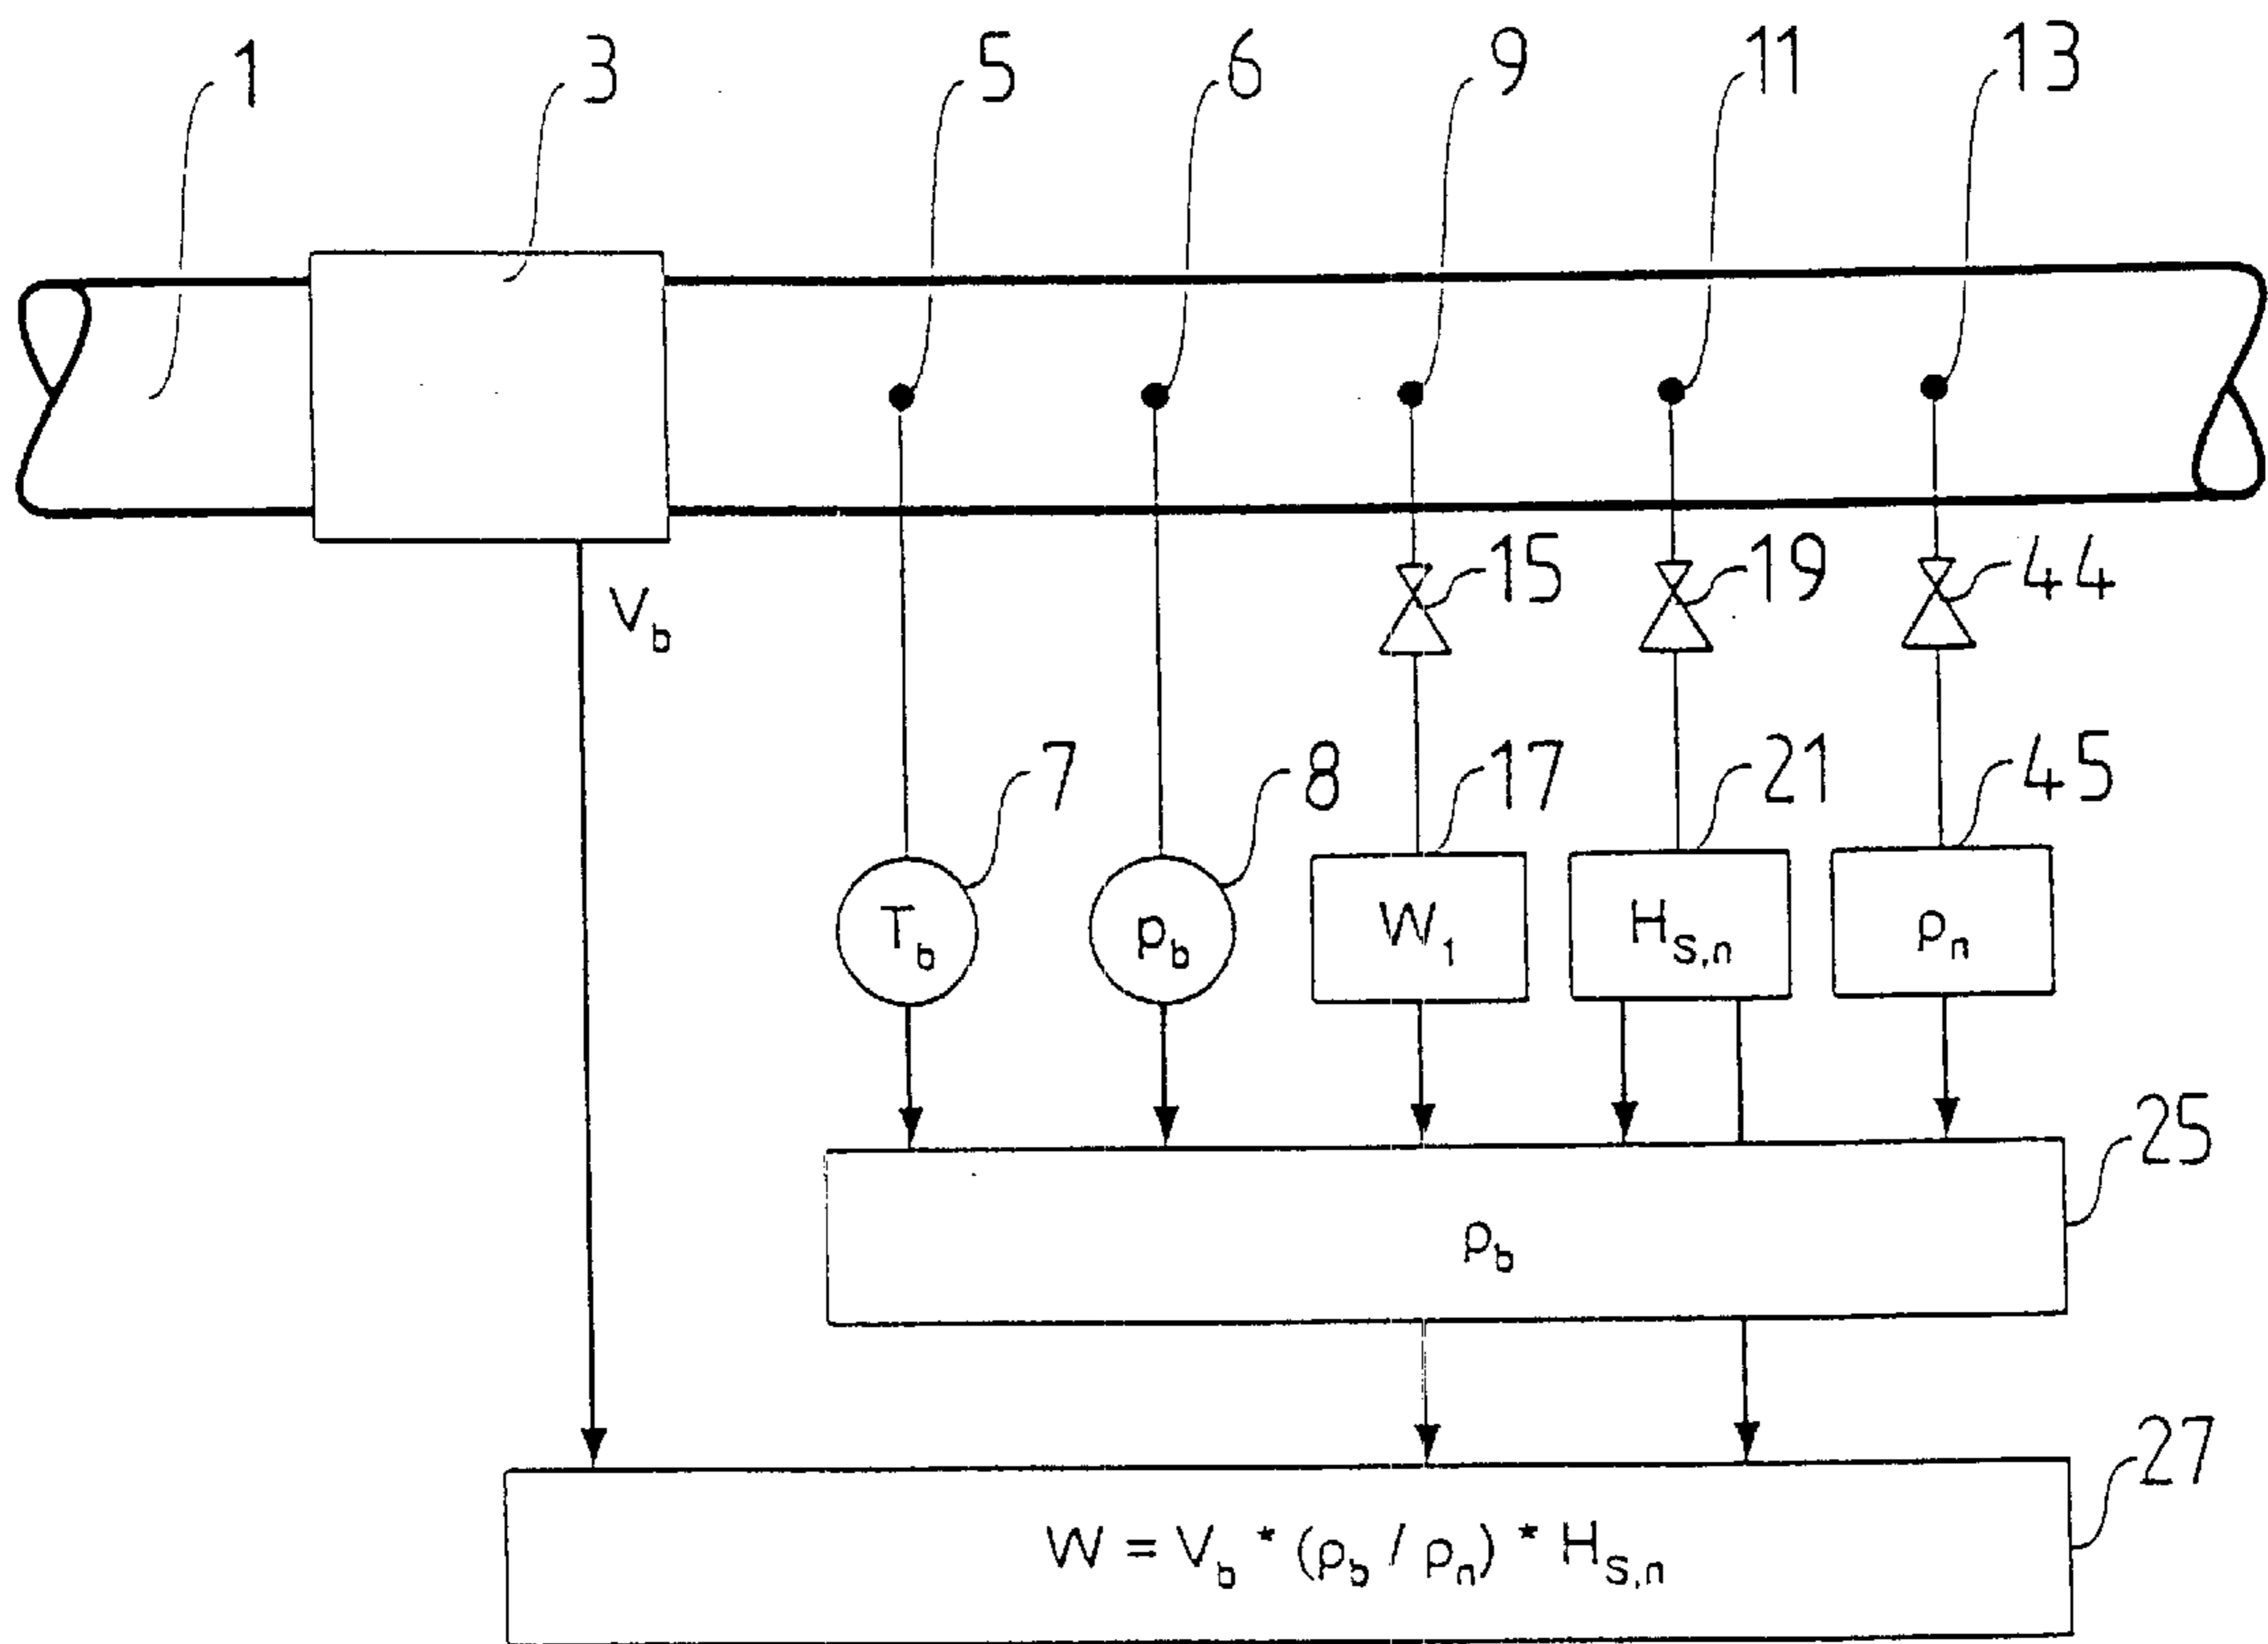 1 3 5 6 9 11 13
15 19 44
V_b
7 8 17 21 45
T_b p_b W_1 H_S,n ρ_n
25
ρ_b
27
W = V_b * (ρ_b / ρ_n) * H_S,n